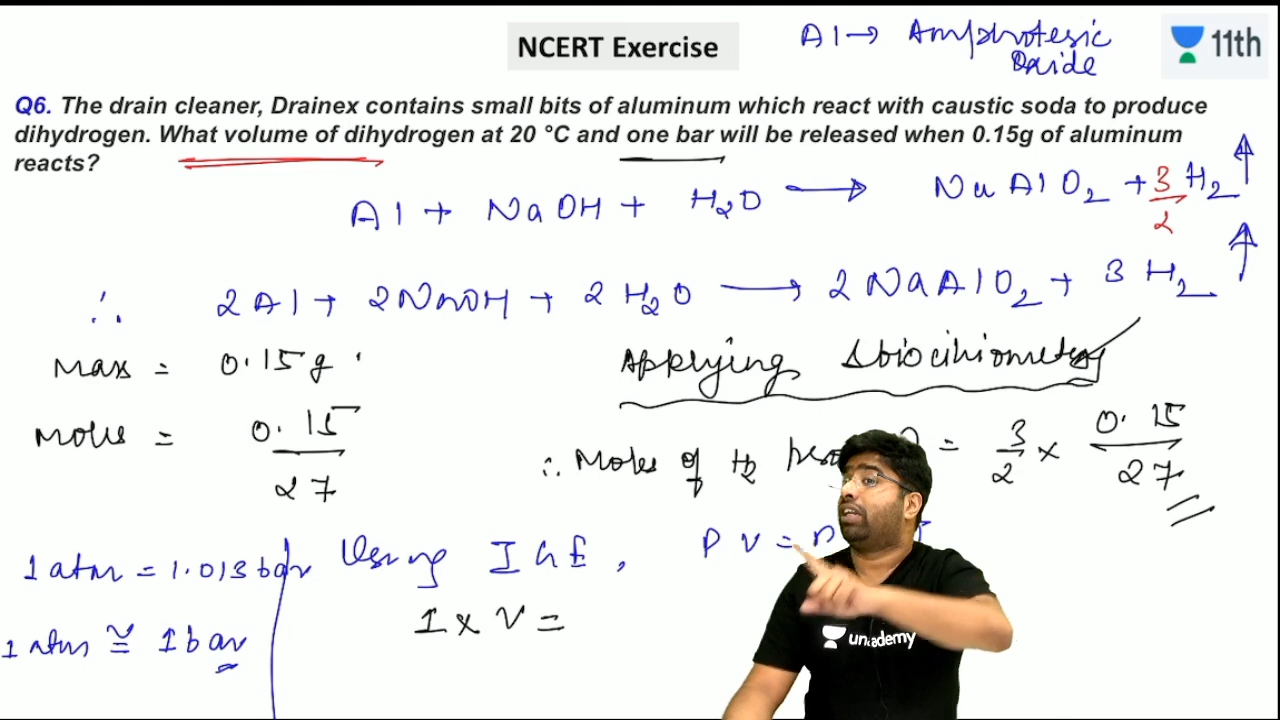 NCERT Exercise
Al → Amphoteric
Oxide
11th
Q6. The drain cleaner, Drainex contains small bits of aluminum which react with caustic soda to produce
dihydrogen. What volume of dihydrogen at 20 °C and one bar will be released when 0.15g of aluminum
reacts?
Al + NaOH + H₂O → NaAlO₂ + 3/2 H₂ ↑
∴ 2Al + 2NaOH + 2H₂O → 2NaAlO₂ + 3H₂ ↑
Mass = 0.15g
Applying Stoichiometry
Moles = 0.15/27
∴ Moles of H₂ = 3/2 × 0.15/27
1 atm = 1.013 bar
Using IGE, PV = n
1 × V =
1 atm ≅ 1 bar
unacademy